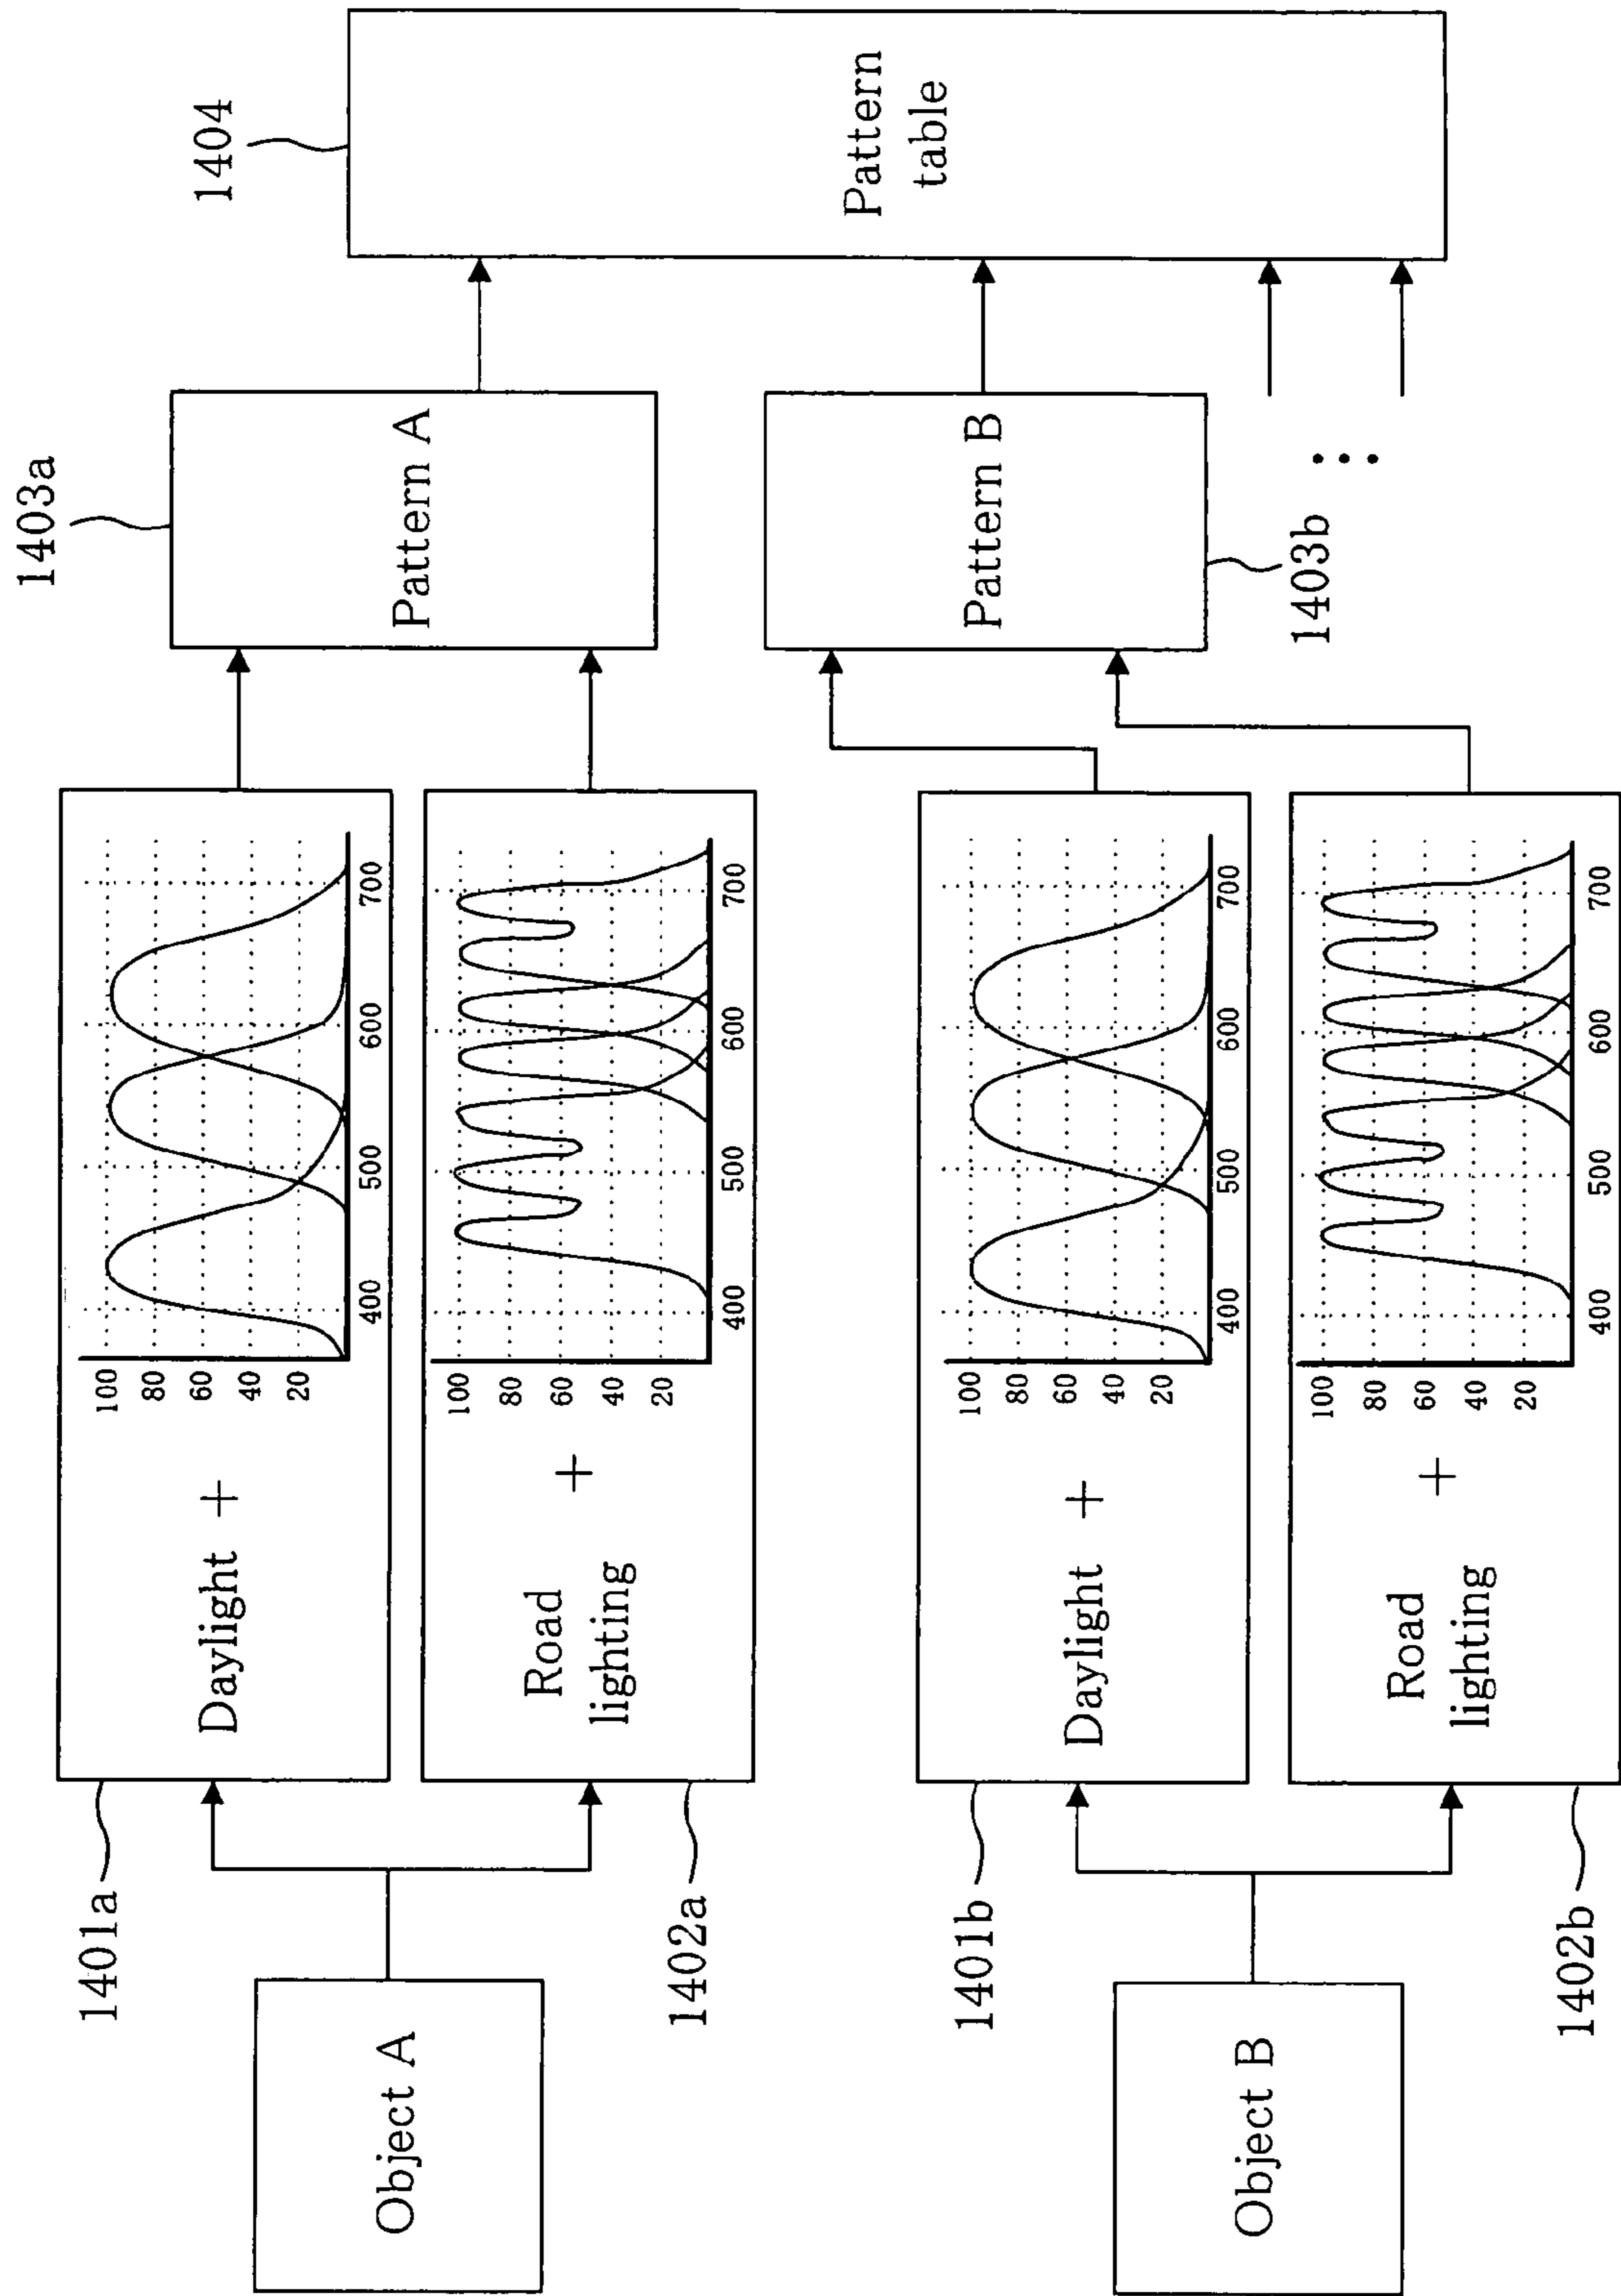 Object A
1401a
Daylight +
100
80
60
40
20
400
500
600
700
1402a
Road
lighting
+
100
80
60
40
20
400
500
600
700
1403a
Pattern A
1404
Pattern
table
Object B
1401b
Daylight +
100
80
60
40
20
400
500
600
700
1402b
Road
lighting
+
100
80
60
40
20
400
500
600
700
Pattern B
1403b
...